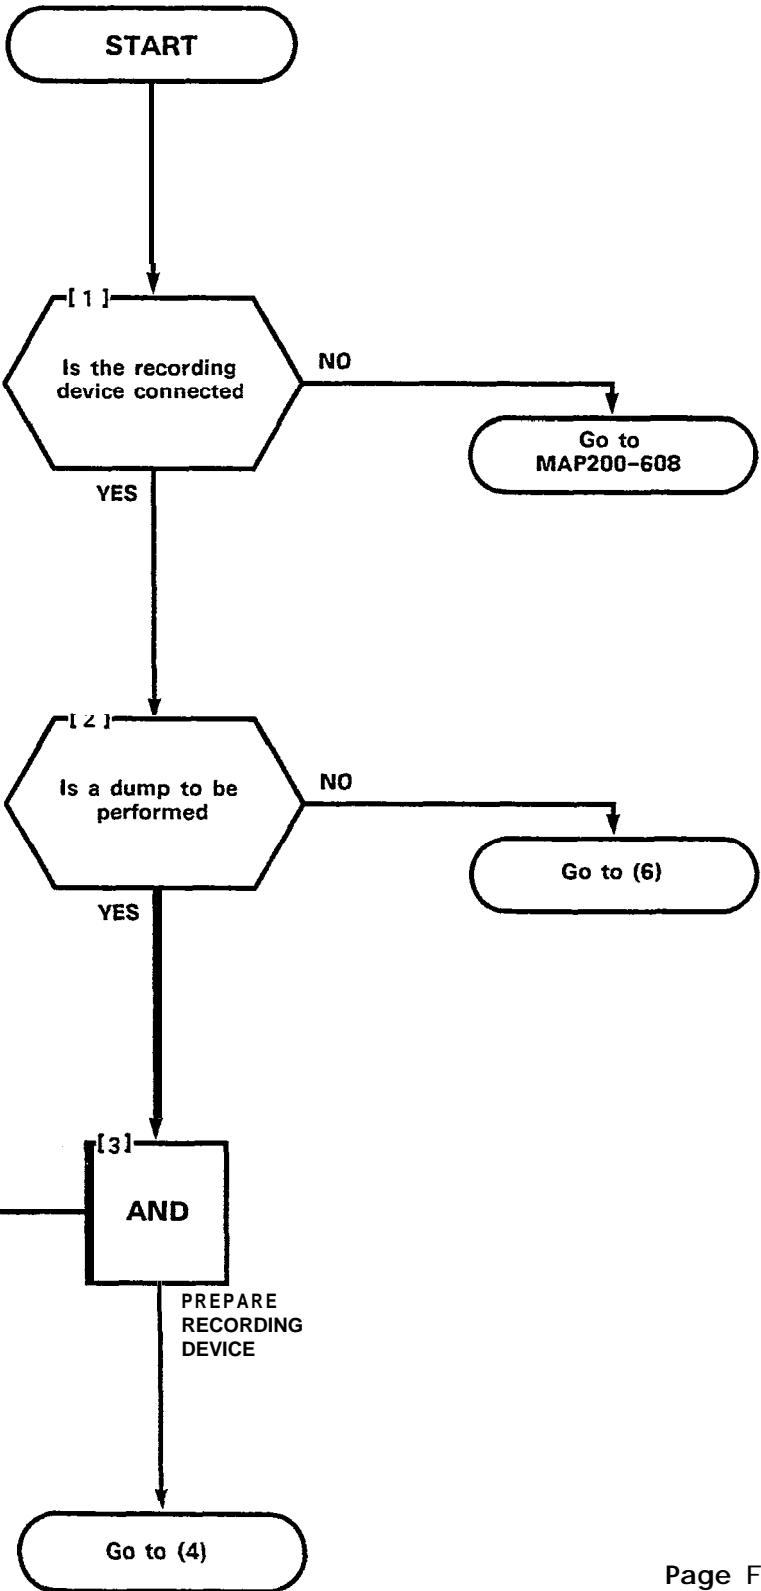 START
[1]
Is the recording
device connected
NO
Go to
MAP200-608
YES
[2]
Is a dump to be
performed
NO
Go to (6)
YES
[3]
AND
PREPARE
RECORDING
DEVICE
Go to (4)
Page F